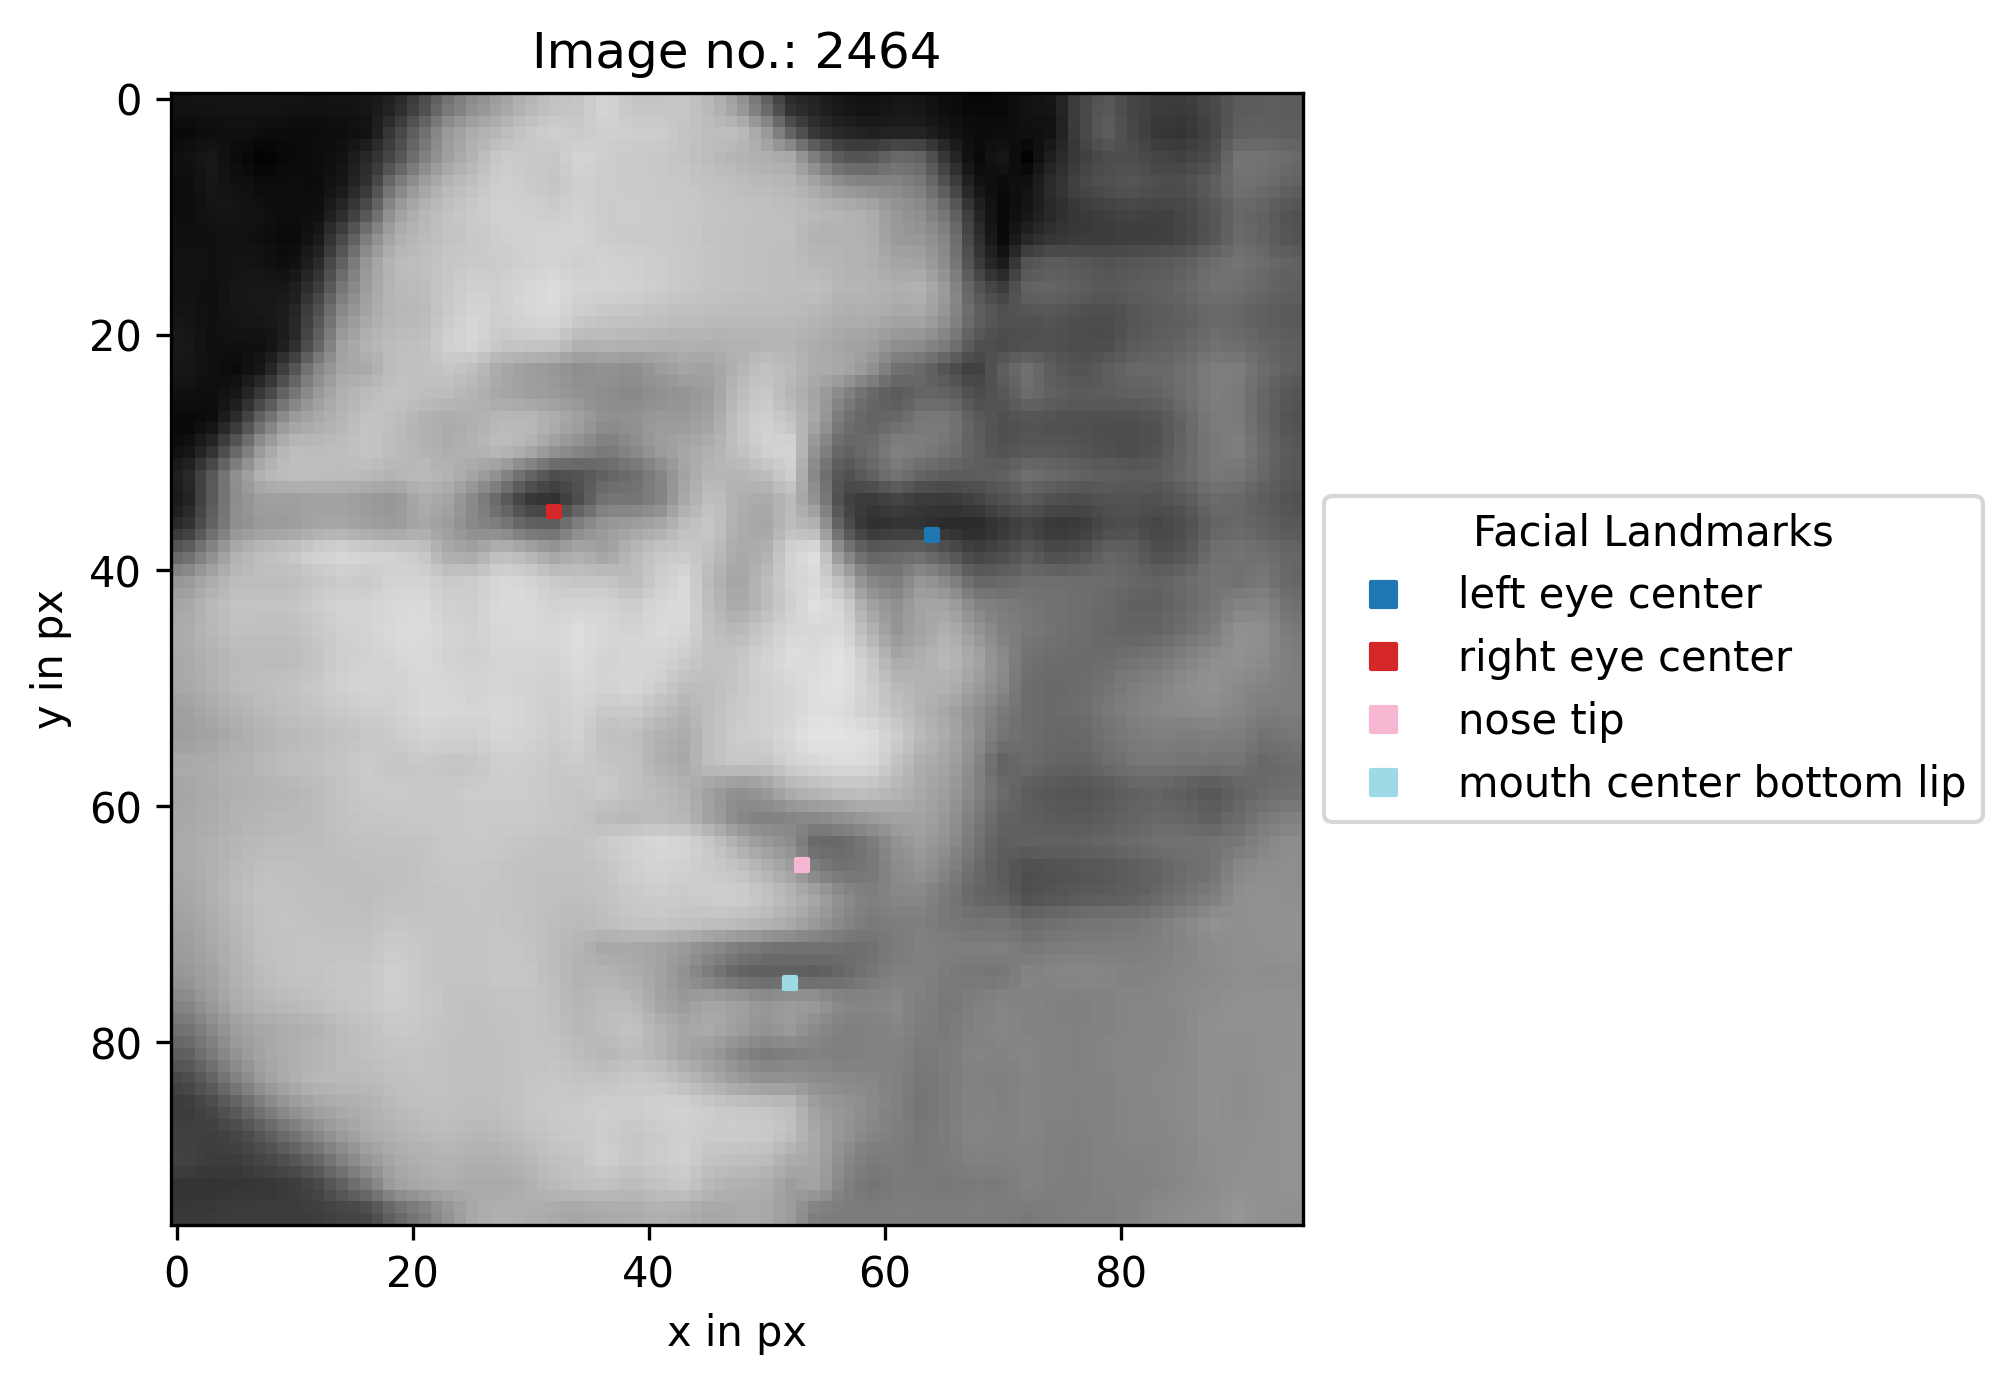 Image no.: 2464
0
20
40
60
80
y in px
0 20 40 60 80
x in px
Facial Landmarks
left eye center
right eye center
nose tip
mouth center bottom lip